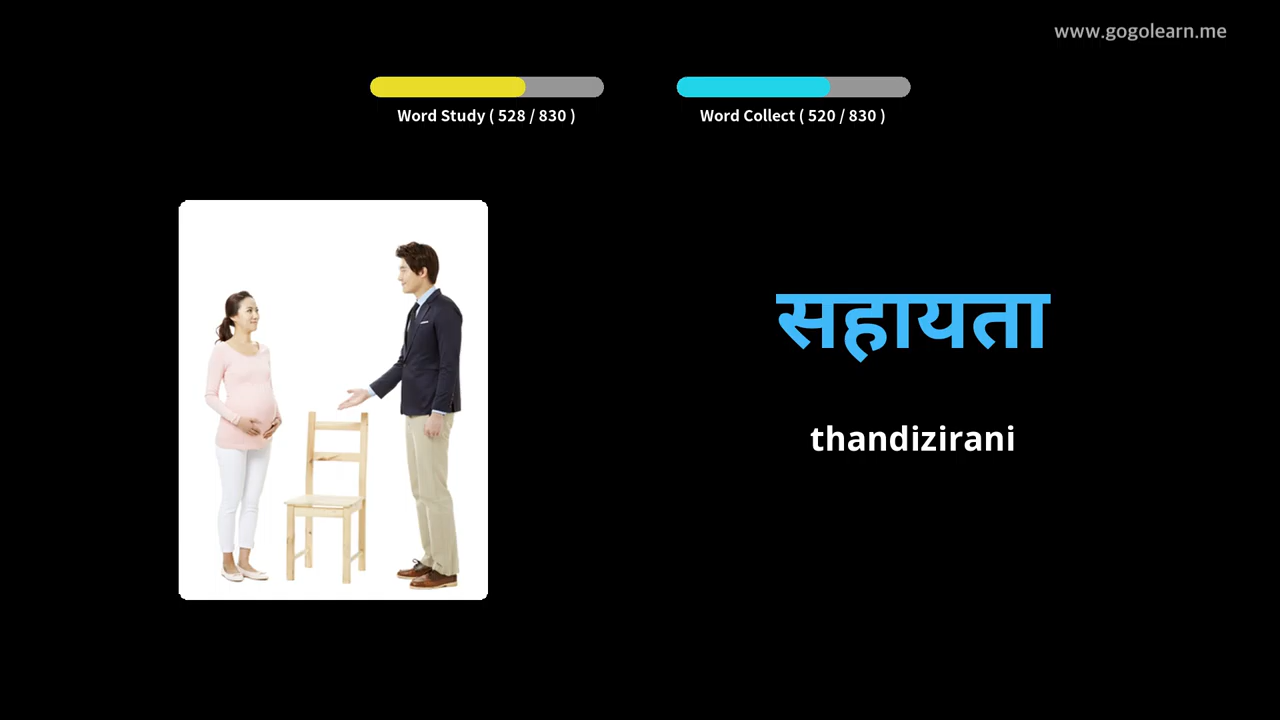 www.gogolearn.me
Word Study ( 528 / 830 )
Word Collect ( 520 / 830 )
सहायता
thandizirani